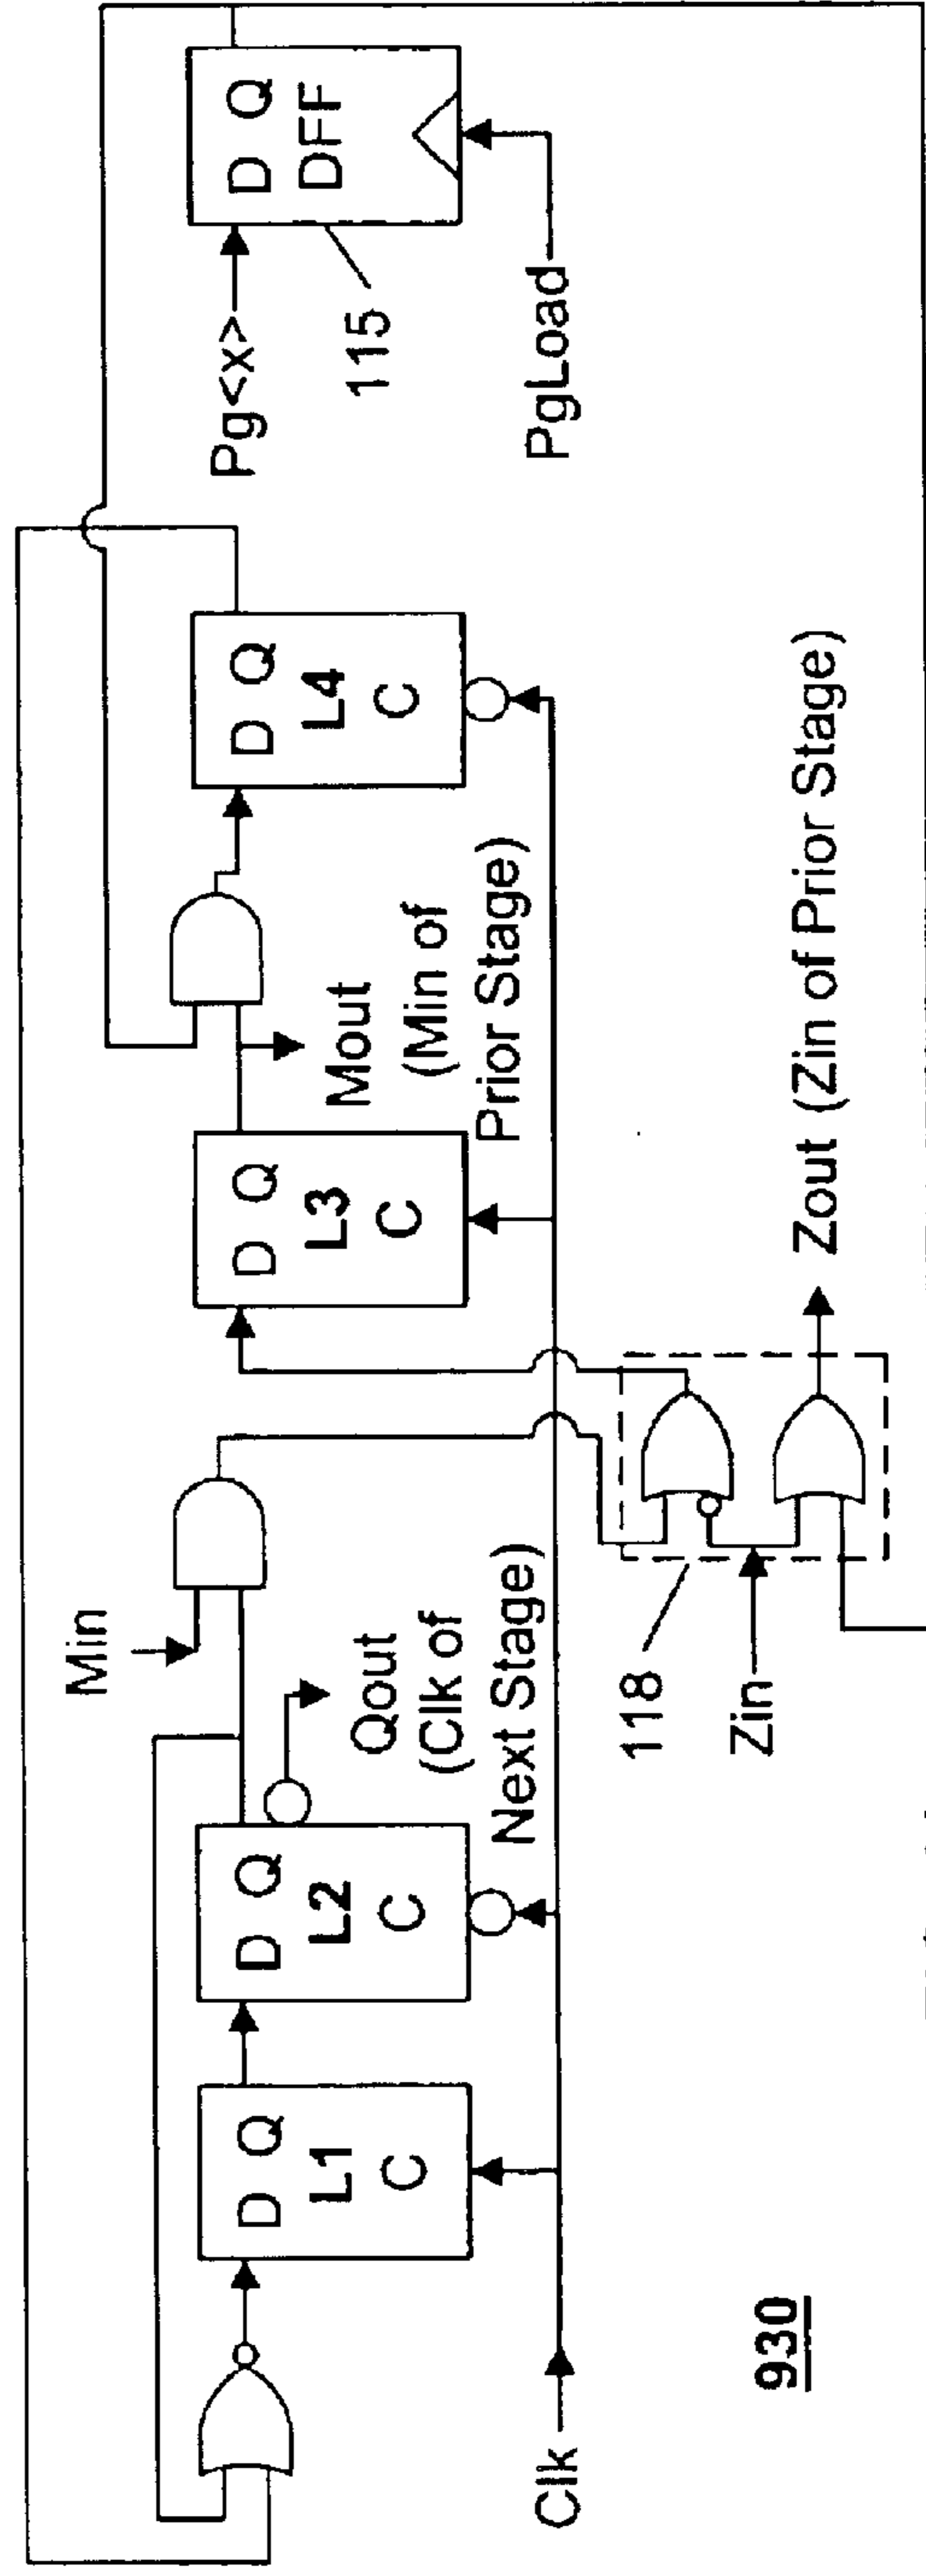 Min
D Q
L1
C
D Q
L2
C
Qout
(Clk of
Next Stage)
D Q
L3
C
Mout
(Min of
Prior Stage)
D Q
L4
C
Pg<x>
D Q
DFF
115
PgLoad
Clk
118
Zin
Zout (Zin of Prior Stage)
930